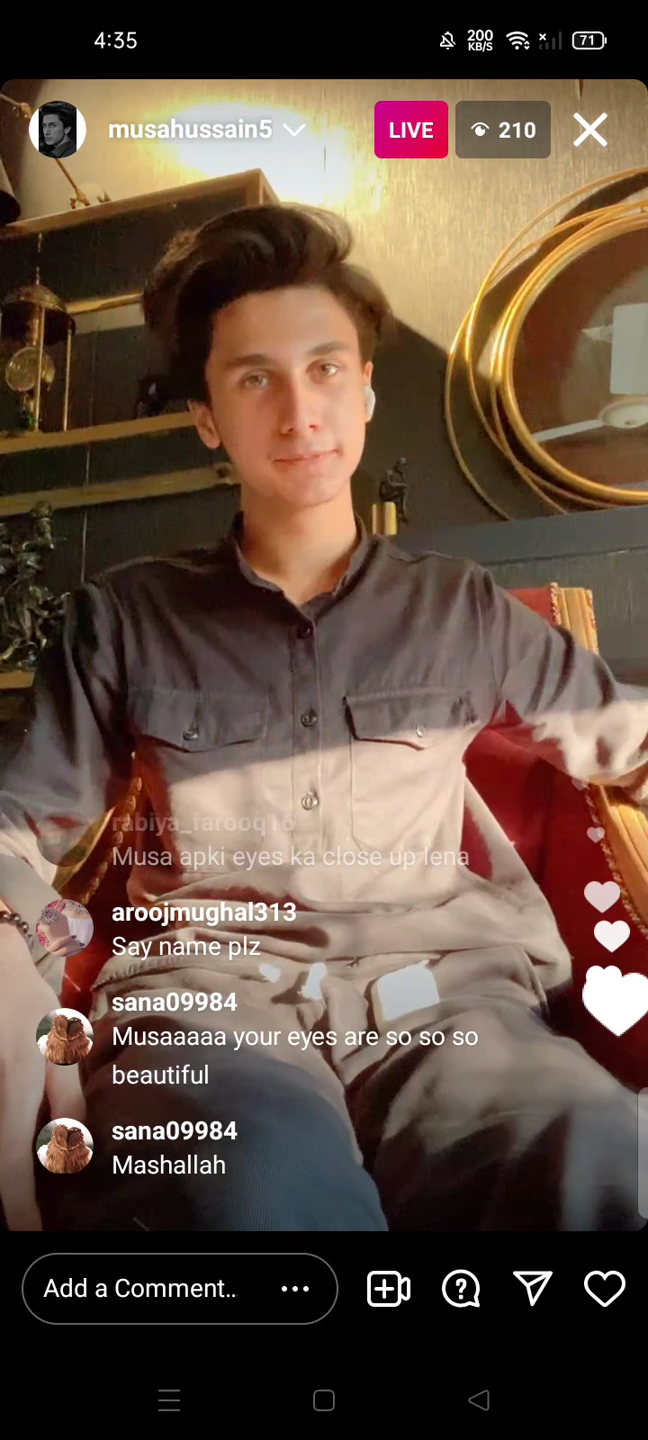 4:35
200
KB/S
71
musahussain5
LIVE
210
rabiya_farooq16
Musa apki eyes ka close up lena
aroojmughal313
Say name plz
sana09984
Musaaaaa your eyes are so so so
beautiful
sana09984
Mashallah
Add a Comment..